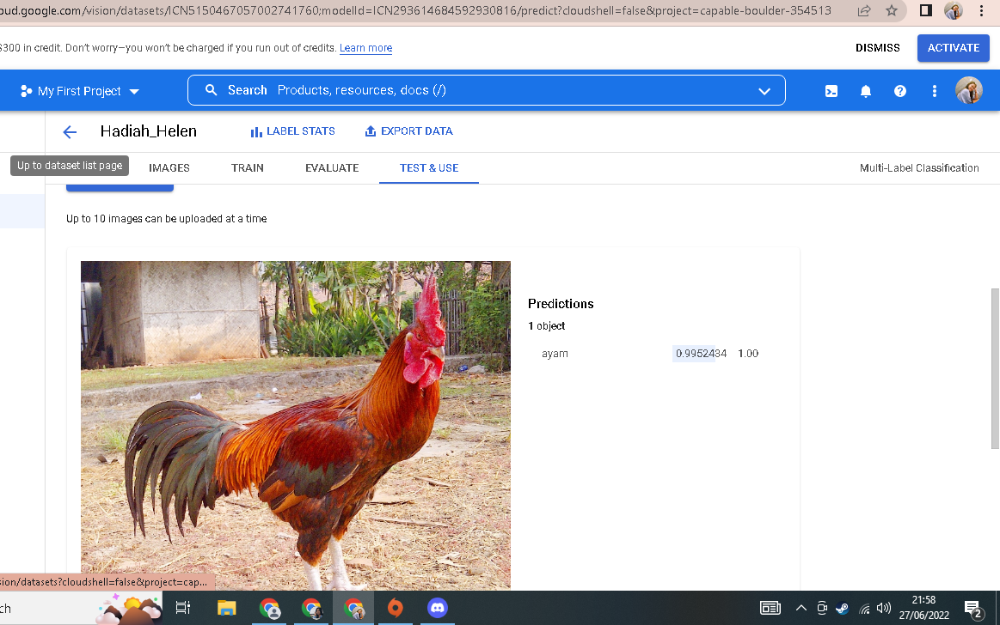 oud.google.com/vision/datasets/ICN5150467057002741760;modelId=ICN293614684592930816/predict?cloudshell=false&project=capable-boulder-354513
$300 in credit. Don't worry—you won't be charged if you run out of credits. Learn more
DISMISS
ACTIVATE
My First Project
Search Products, resources, docs (/)
Hadiah_Helen
LABEL STATS
EXPORT DATA
Up to dataset list page
IMAGES
TRAIN
EVALUATE
TEST & USE
Multi-Label Classification
Up to 10 images can be uploaded at a time
Predictions
1 object
ayam 0.9952434 1.00
sion/datasets?cloudshell=false&project=cap...
ch
21:58
27/06/2022
2